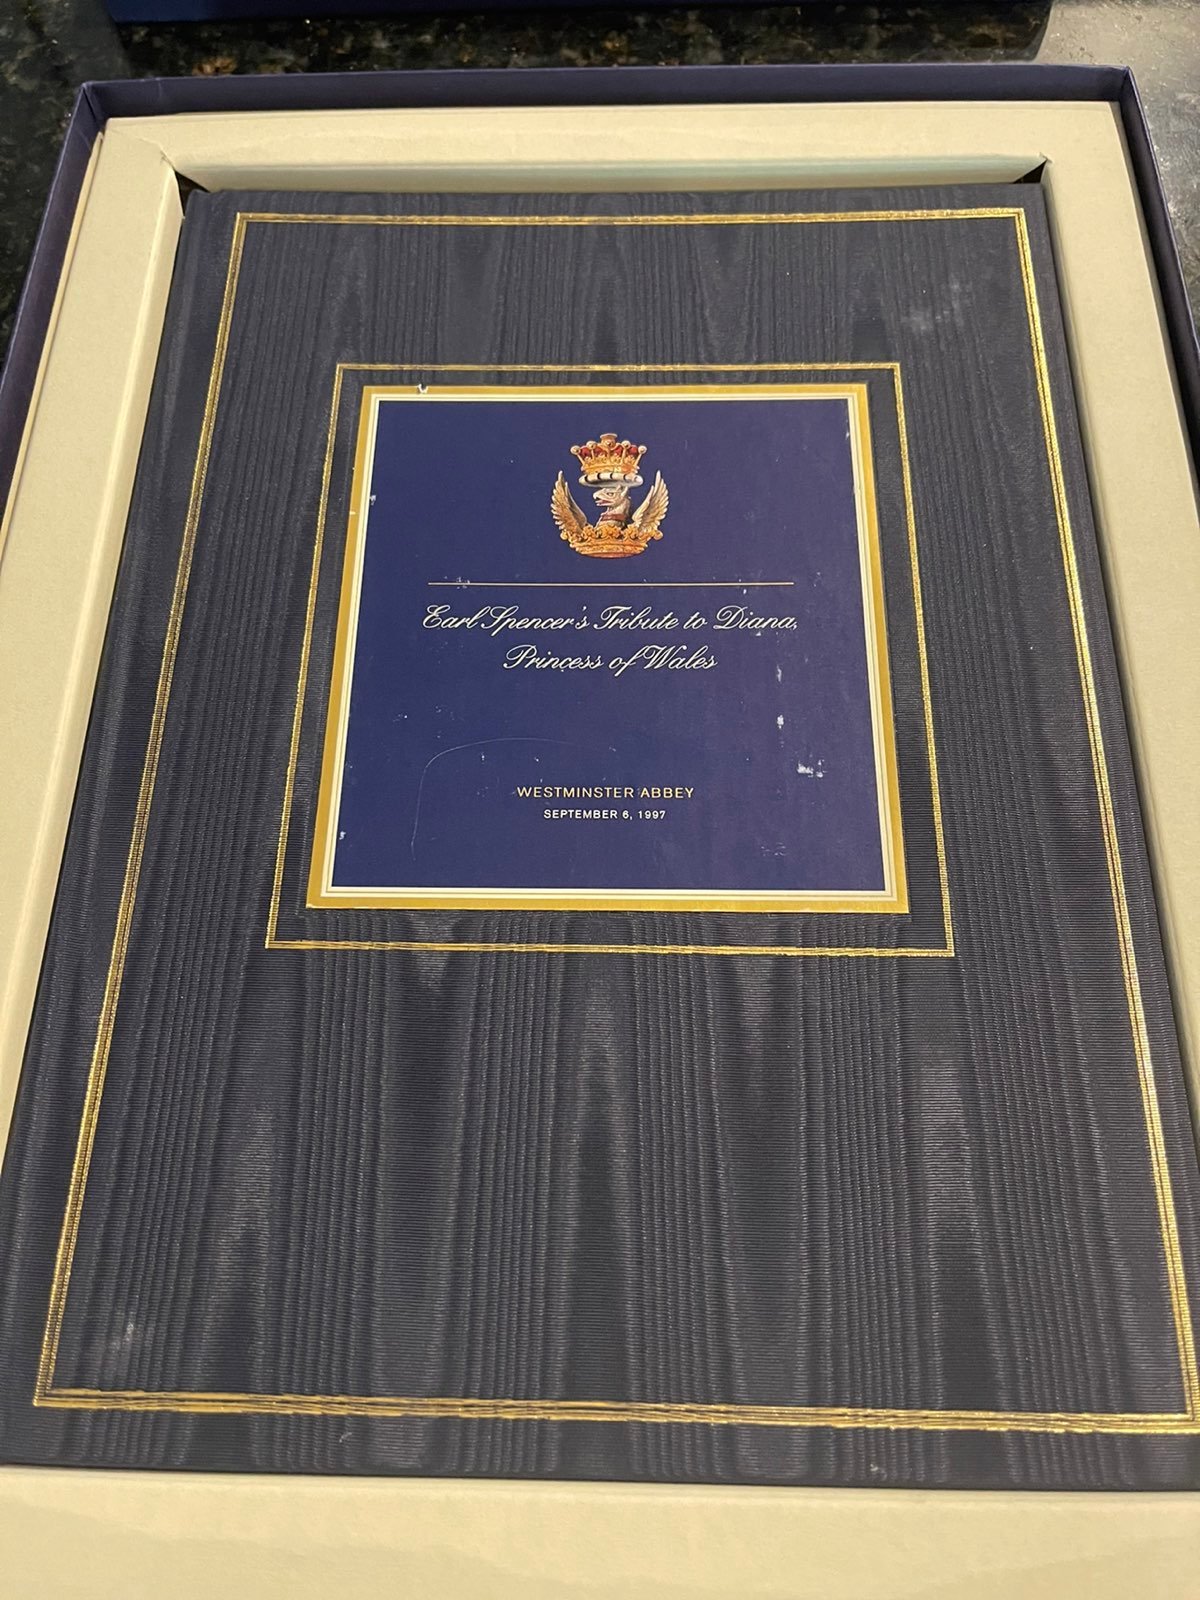 Earl Spencer's Tribute to Diana,
Princess of Wales
WESTMINSTER ABBEY
SEPTEMBER 6, 1997